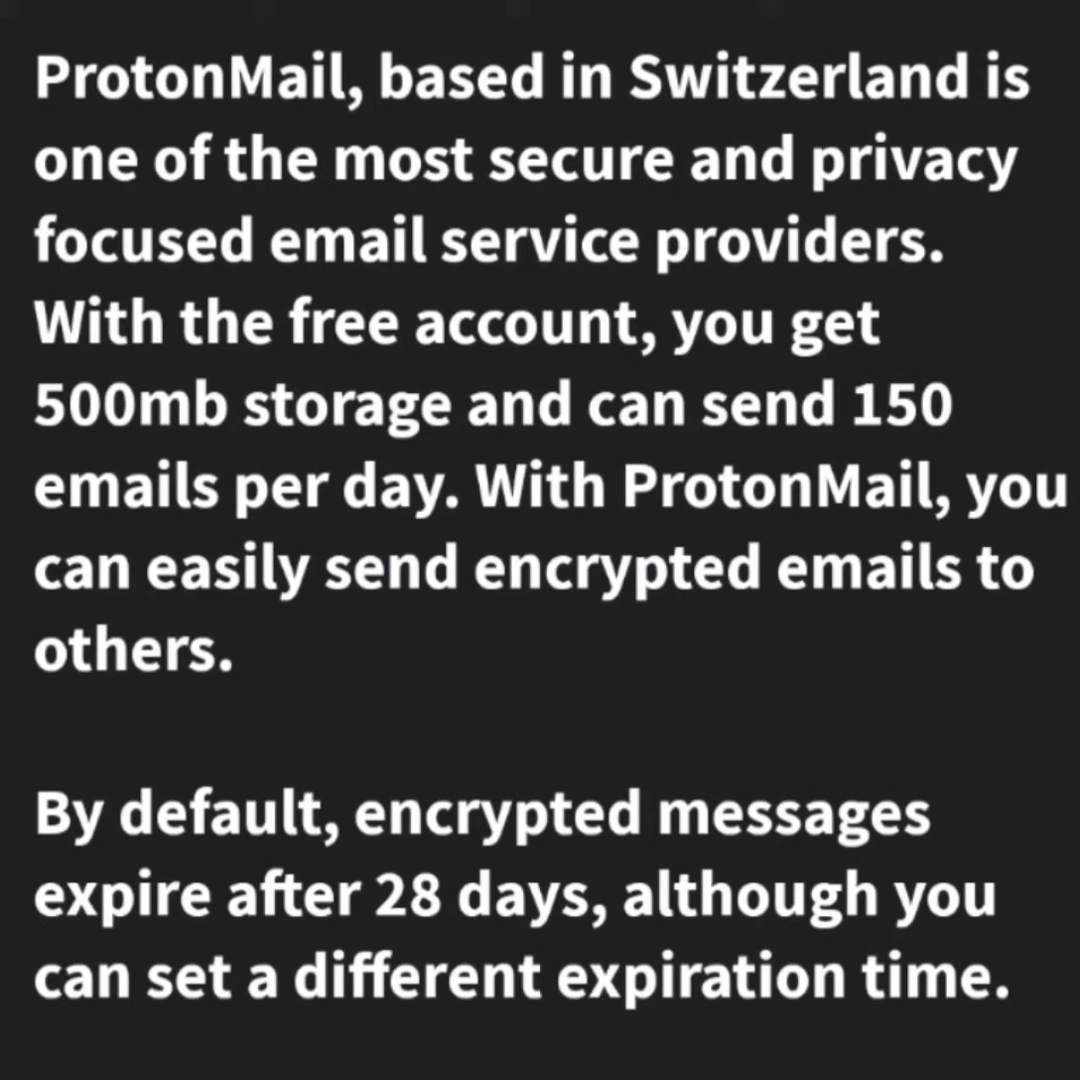 ProtonMail, based in Switzerland is
one of the most secure and privacy
focused email service providers.
With the free account, you get
500mb storage and can send 150
emails per day. With ProtonMail, you
can easily send encrypted emails to
others.
By default, encrypted messages
expire after 28 days, although you
can set a different expiration time.